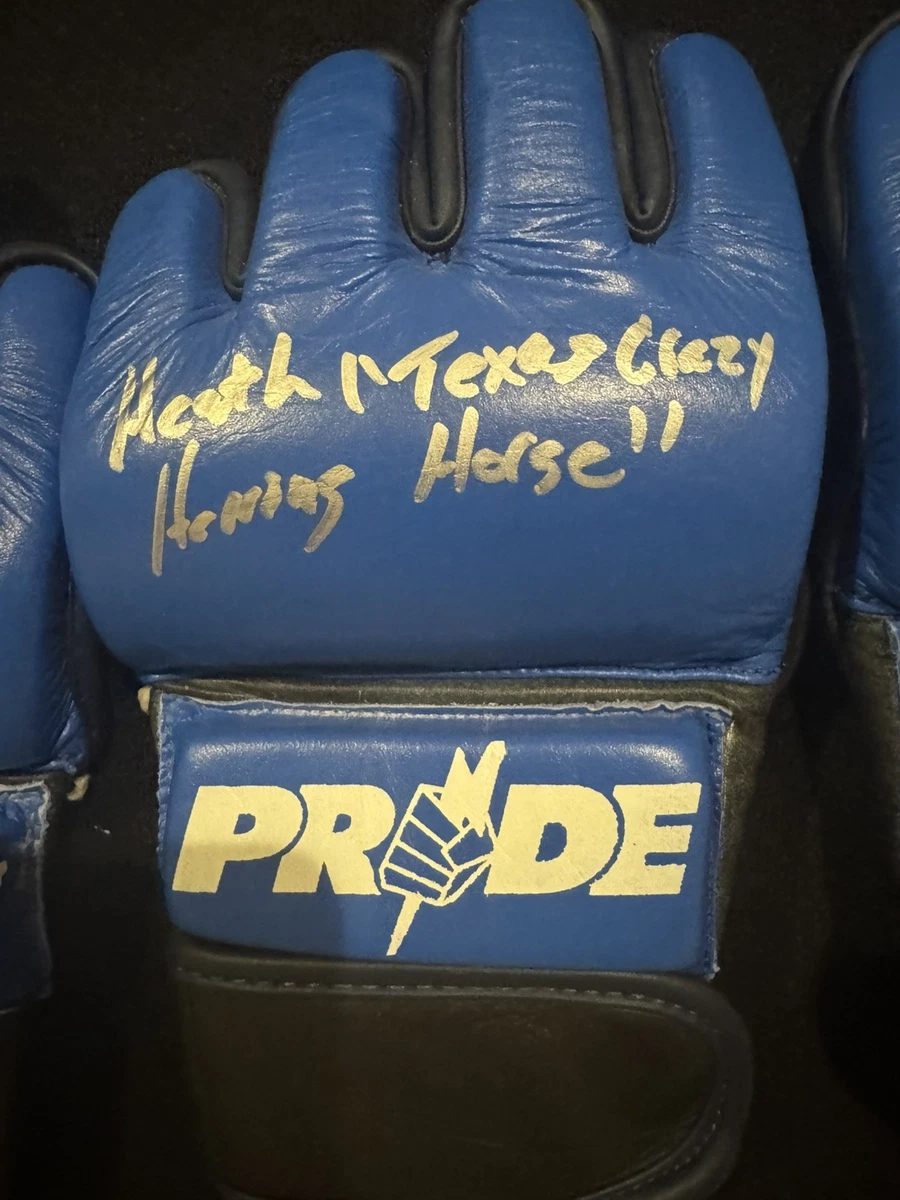 Heath "Texas Crazy
Herring Horse"
PRIDE